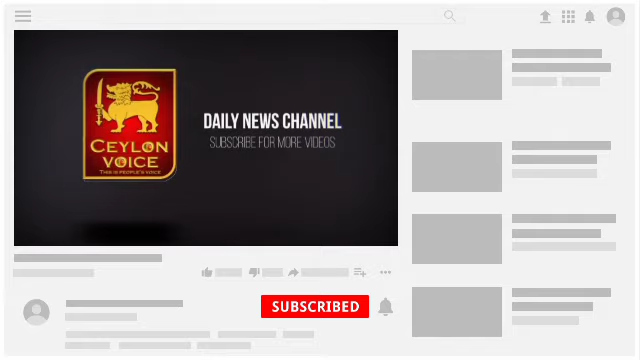 DAILY NEWS CHANNEL
SUBSCRIBE FOR MORE VIDEOS
CEYLON
VOICE
THIS IS PEOPLE'S VOICE
SUBSCRIBED